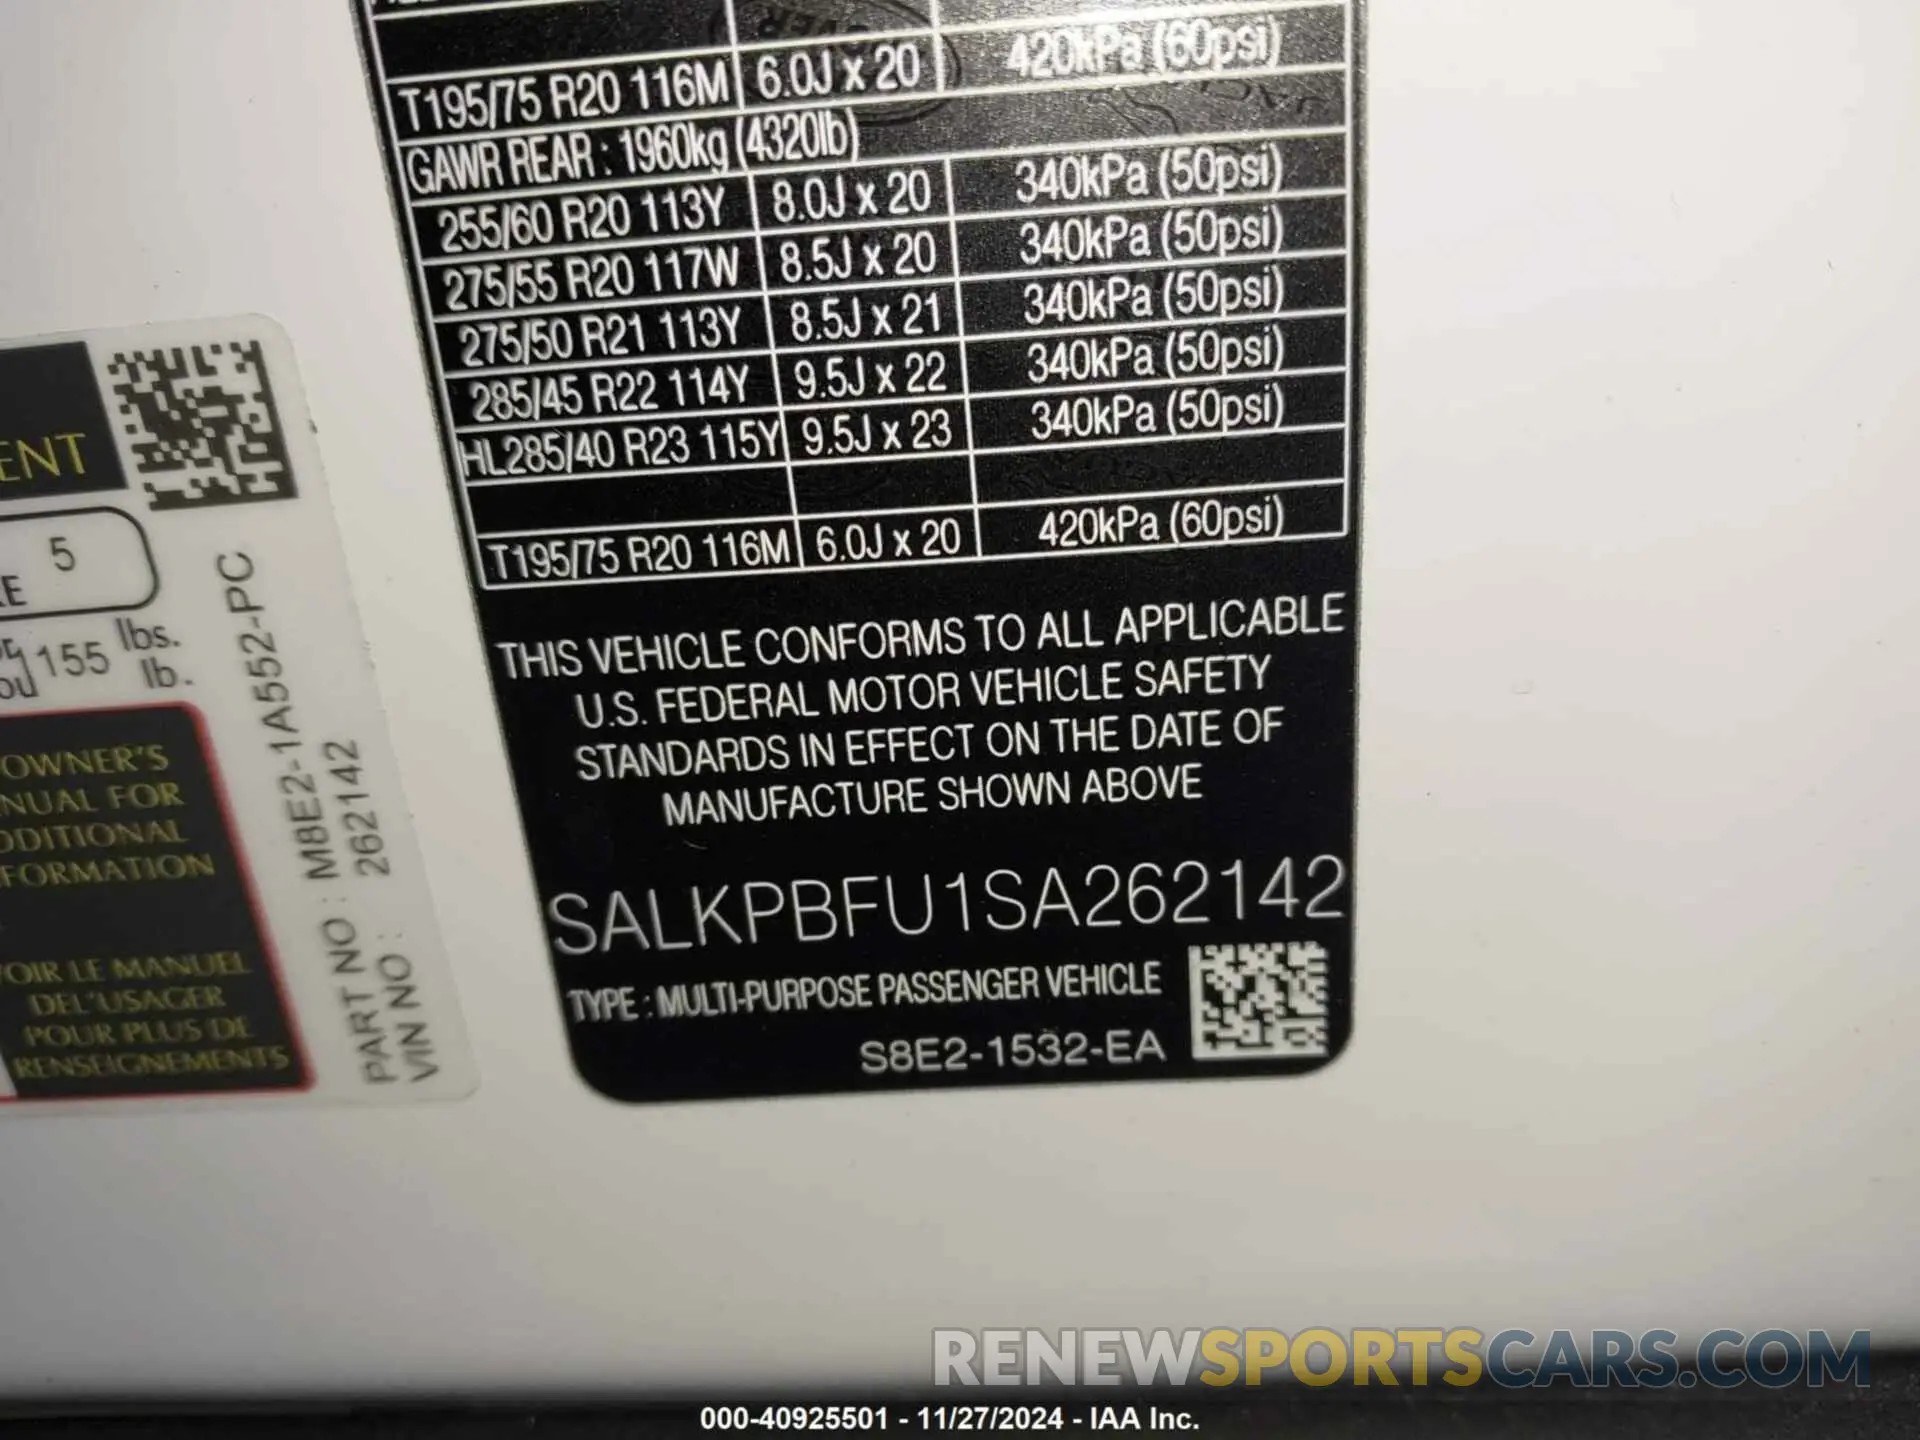 T195/75 R20 116M 6.0J x 20 420kPa (60psi)
GAWR REAR : 1960kg (4320lb)
255/60 R20 113Y 8.0J x 20 340kPa (50psi)
275/55 R20 117W 8.5J x 20 340kPa (50psi)
275/50 R21 113Y 8.5J x 21 340kPa (50psi)
285/45 R22 114Y 9.5J x 22 340kPa (50psi)
HL285/40 R23 115Y 9.5J x 23 340kPa (50psi)
T195/75 R20 116M 6.0J x 20 420kPa (60psi)
THIS VEHICLE CONFORMS TO ALL APPLICABLE
U.S. FEDERAL MOTOR VEHICLE SAFETY
STANDARDS IN EFFECT ON THE DATE OF
MANUFACTURE SHOWN ABOVE
SALKPBFU1SA262142
TYPE : MULTI-PURPOSE PASSENGER VEHICLE
S8E2-1532-EA
ENT
5
155 lbs.
lb.
OWNER'S
NUAL FOR
DDITIONAL
FORMATION
VOIR LE MANUEL
DEL'USAGER
POUR PLUS DE
RENSEIGNEMENTS
PART NO : M8E2-1A552-PC
VIN NO : 262142
RENEWSPORTSCARS.COM
000-40925501 - 11/27/2024 - IAA Inc.